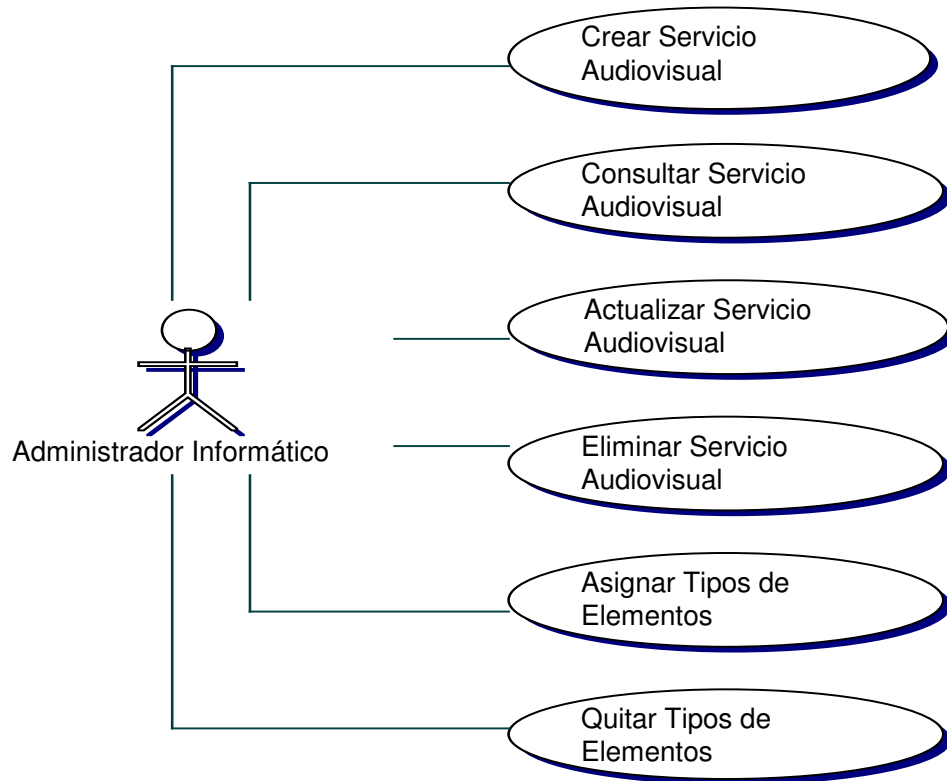 Crear Servicio
Audiovisual
Consultar Servicio
Audiovisual
Actualizar Servicio
Audiovisual
Administrador Informático
Eliminar Servicio
Audiovisual
Asignar Tipos de
Elementos
Quitar Tipos de
Elementos